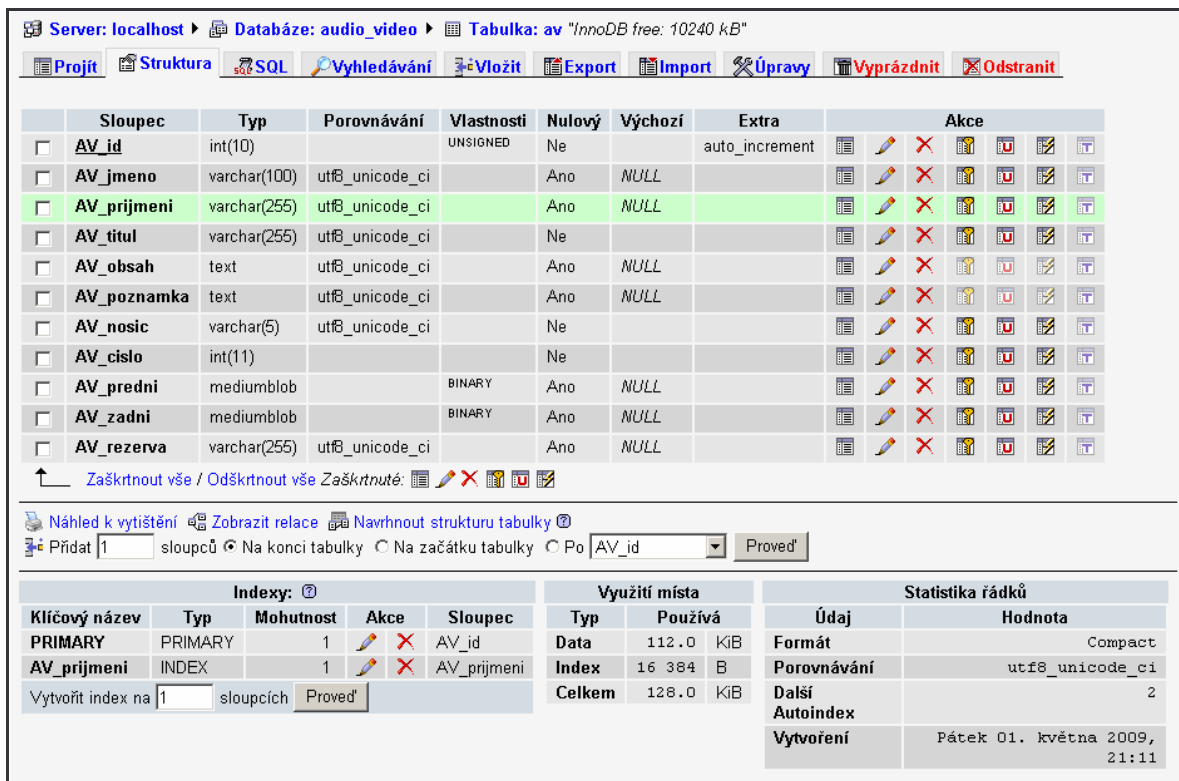 Server: localhost ▸ Databáze: audio_video ▸ Tabulka: av "InnoDB free: 10240 kB"
Projít Struktura SQL Vyhledávání Vložit Export Import Úpravy Vyprázdnit Odstranit
Sloupec Typ Porovnávání Vlastnosti Nulový Výchozí Extra Akce
AV_id int(10) UNSIGNED Ne auto_increment
AV_jmeno varchar(100) utf8_unicode_ci Ano NULL
AV_prijmeni varchar(255) utf8_unicode_ci Ano NULL
AV_titul varchar(255) utf8_unicode_ci Ne
AV_obsah text utf8_unicode_ci Ano NULL
AV_poznamka text utf8_unicode_ci Ano NULL
AV_nosic varchar(5) utf8_unicode_ci Ne
AV_cislo int(11) Ne
AV_predni mediumblob BINARY Ano NULL
AV_zadni mediumblob BINARY Ano NULL
AV_rezerva varchar(255) utf8_unicode_ci Ano NULL
Zaškrtnout vše / Odškrtnout vše Zaškrtnuté:
Náhled k vytištění Zobrazit relace Navrhnout strukturu tabulky
Přidat 1 sloupců Na konci tabulky Na začátku tabulky Po AV_id Proveď
Indexy:
Klíčový název Typ Mohutnost Akce Sloupec
PRIMARY PRIMARY 1 AV_id
AV_prijmeni INDEX 1 AV_prijmeni
Vytvořit index na 1 sloupcích Proveď
Využití místa
Typ Používá
Data 112.0 KiB
Index 16 384 B
Celkem 128.0 KiB
Statistika řádků
Údaj Hodnota
Formát Compact
Porovnávání utf8_unicode_ci
Další Autoindex 2
Vytvoření Pátek 01. května 2009,
21:11